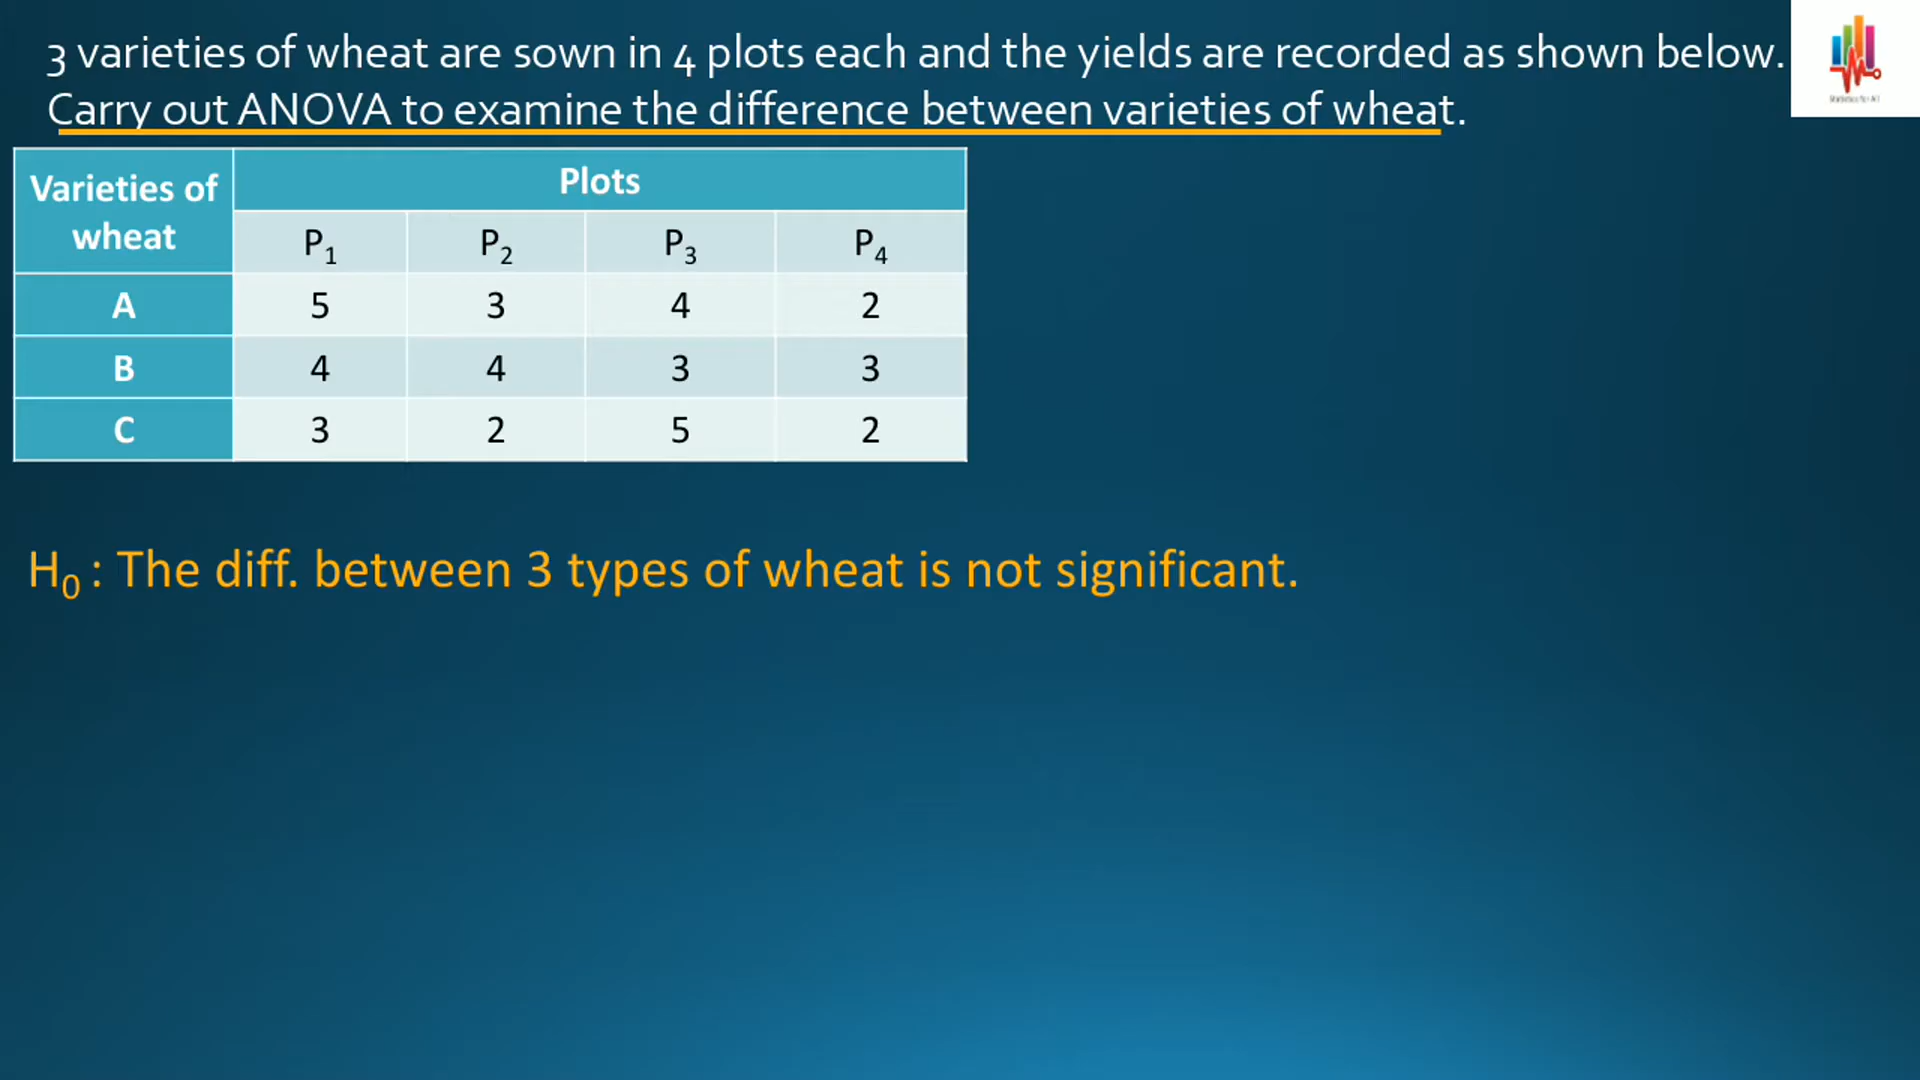 3 varieties of wheat are sown in 4 plots each and the yields are recorded as shown below.
Carry out ANOVA to examine the difference between varieties of wheat.
Statistics for All
Varieties of wheat Plots
P1 P2 P3 P4
A 5 3 4 2
B 4 4 3 3
C 3 2 5 2
H0 : The diff. between 3 types of wheat is not significant.